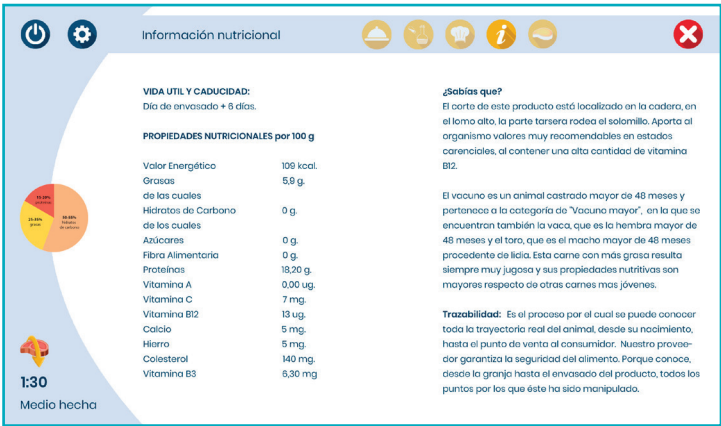 Información nutricional
VIDA UTIL Y CADUCIDAD:
Día de envasado + 6 días.
PROPIEDADES NUTRICIONALES por 100 g
Valor Energético 109 kcal.
Grasas 5,9 g.
de las cuales
Hidratos de Carbono 0 g.
de los cuales
Azúcares 0 g.
Fibra Alimentaria 0 g.
Proteínas 18,20 g.
Vitamina A 0,00 ug.
Vitamina C 7 mg.
Vitamina B12 13 ug.
Calcio 5 mg.
Hierro 5 mg.
Colesterol 140 mg.
Vitamina B3 6,30 mg
¿Sabías que?
El corte de este producto está localizado en la cadera, en
el lomo alto, la parte tarsera rodea el solomillo. Aporta al
organismo valores muy recomendables en estados
carenciales, al contener una alta cantidad de vitamina
B12.
El vacuno es un animal castrado mayor de 48 meses y
pertenece a la categoría de "Vacuno mayor", en la que se
encuentran también la vaca, que es la hembra mayor de
48 meses y el toro, que es el macho mayor de 48 meses
procedente de lidia. Esta carne con más grasa resulta
siempre muy jugosa y sus propiedades nutritivas son
mayores respecto de otras carnes mas jóvenes.
Trazabilidad: Es el proceso por el cual se puede conocer
toda la trayectoria real del animal, desde su nacimiento,
hasta el punto de venta al consumidor. Nuestro provee-
dor garantiza la seguridad del alimento. Porque conoce,
desde la granja hasta el envasado del producto, todos los
puntos por los que éste ha sido manipulado.
1:30
Medio hecha